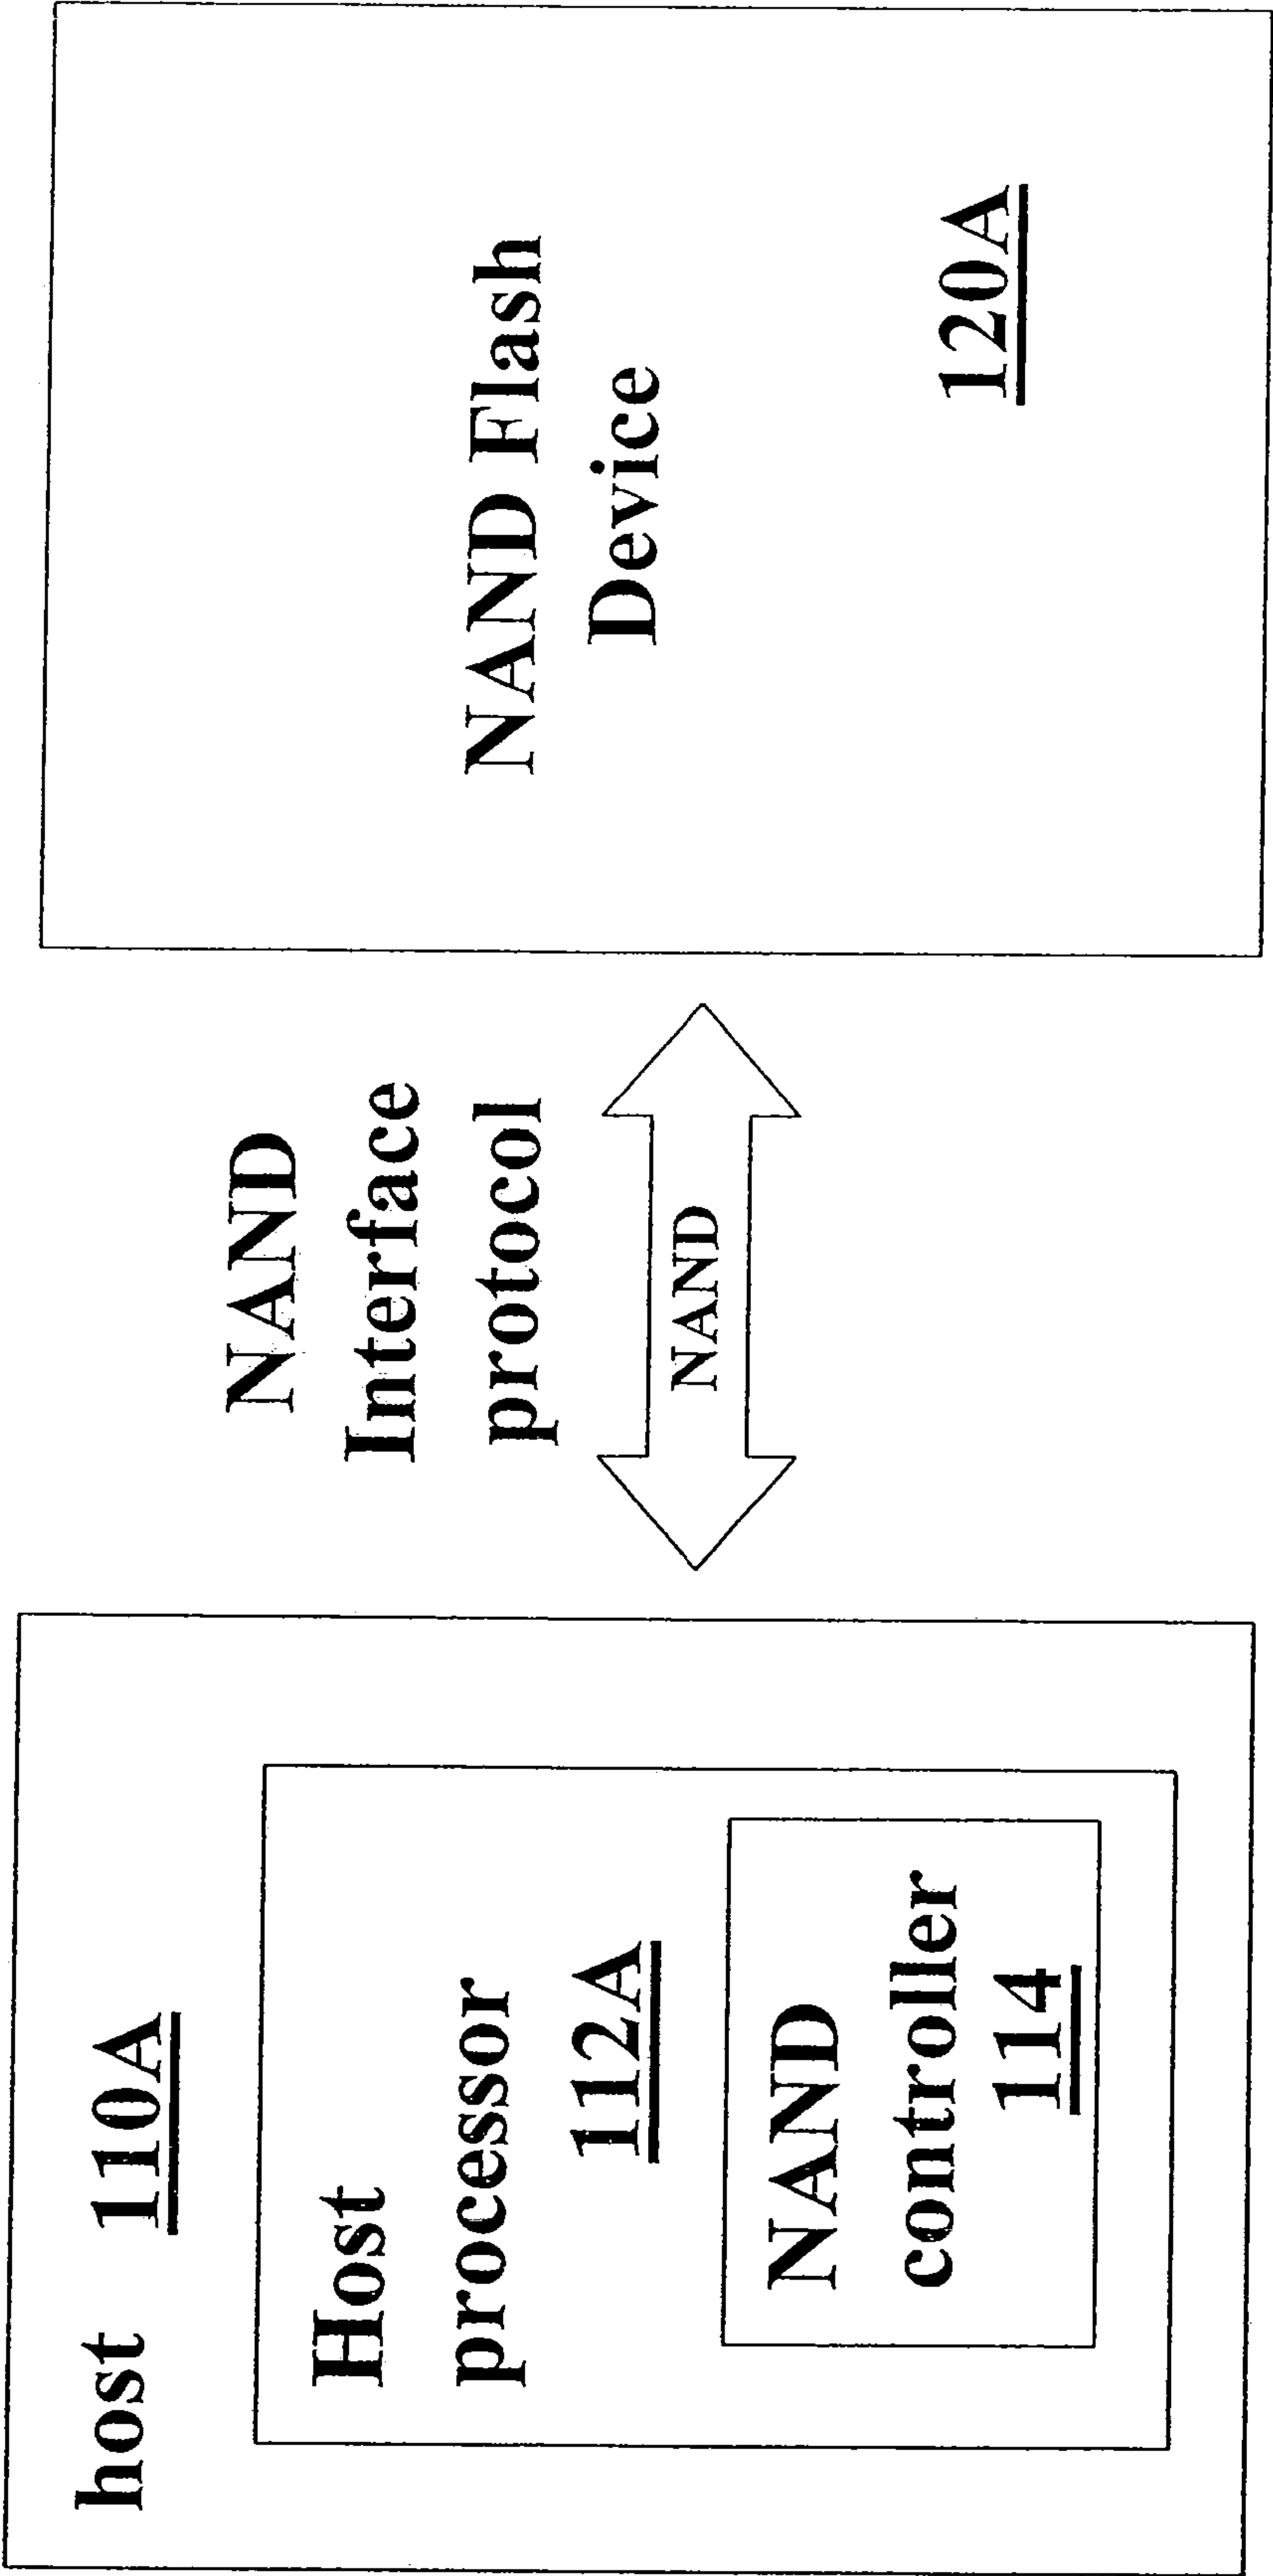 host 110A
Host
processor
112A
NAND
controller
114
NAND
Interface
protocol
NAND
NAND Flash
Device
120A